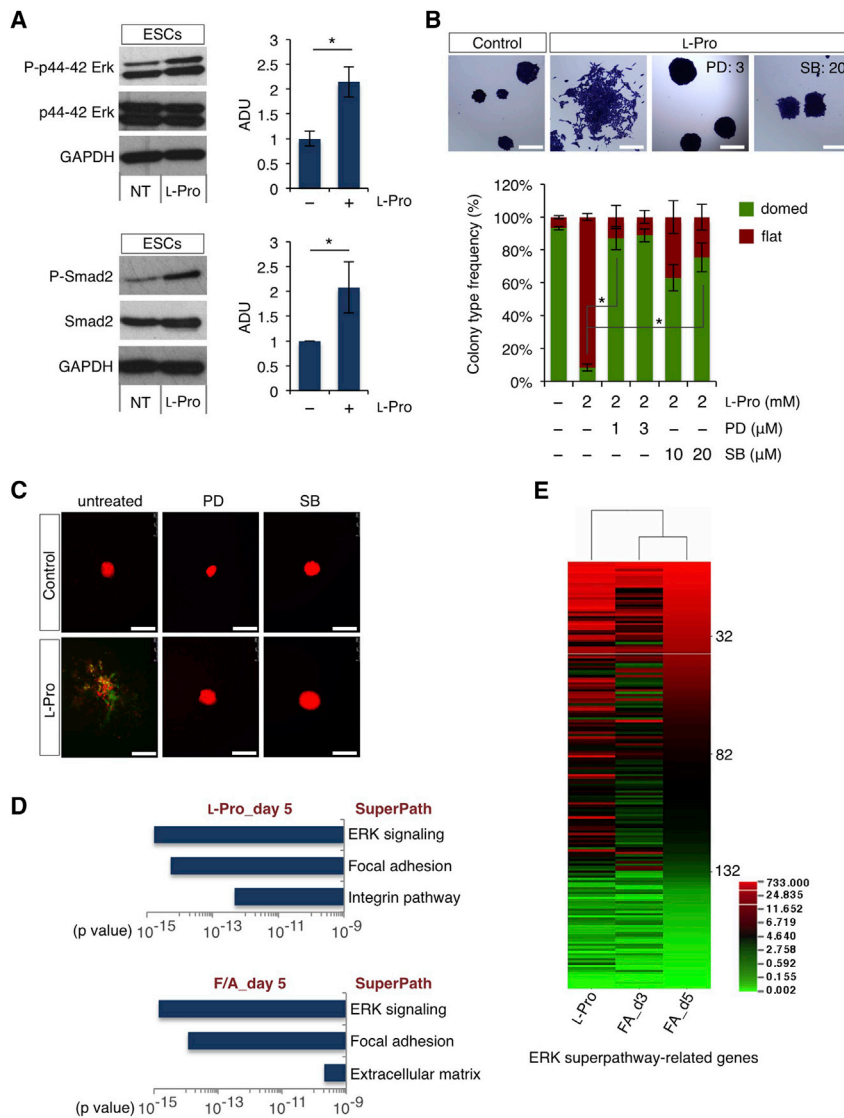 A
ESCs
P-p44-42 Erk
p44-42 Erk
GAPDH
NT L-Pro
ADU
3
2.5
2
1.5
1
0.5
0
*
– + L-Pro
ESCs
P-Smad2
Smad2
GAPDH
NT L-Pro
ADU
3
2.5
2
1
1
0.5
0
*
– + L-Pro
B
Control L-Pro
PD: 3 SB: 20
Colony type frequency (%)
120%
100%
80%
60%
40%
20%
0%
domed
flat
*
*
– 2 2 2 2 2 L-Pro (mM)
– – 1 3 – – PD (µM)
– – – – 10 20 SB (µM)
C
untreated PD SB
Control
L-Pro
D
L-Pro_day 5 SuperPath
ERK signaling
Focal adhesion
Integrin pathway
(p value) 10-15 10-13 10-11 10-9
F/A_day 5 SuperPath
ERK signaling
Focal adhesion
Extracellular matrix
(p value) 10-15 10-13 10-11 10-9
E
32
82
132
733.000
24.835
11.652
6.719
4.640
2.758
0.592
0.155
0.002
L-Pro FA_d3 FA_d5
ERK superpathway-related genes